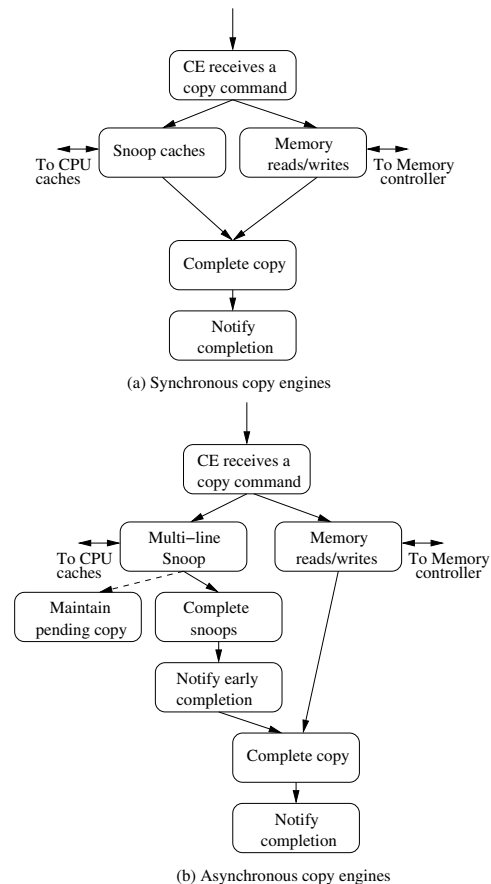 CE receives a
copy command
Snoop caches
Memory
reads/writes
To CPU
caches
To Memory
controller
Complete copy
Notify
completion
(a) Synchronous copy engines
CE receives a
copy command
Multi−line
Snoop
Memory
reads/writes
To CPU
caches
To Memory
controller
Maintain
pending copy
Complete
snoops
Notify early
completion
Complete copy
Notify
completion
(b) Asynchronous copy engines